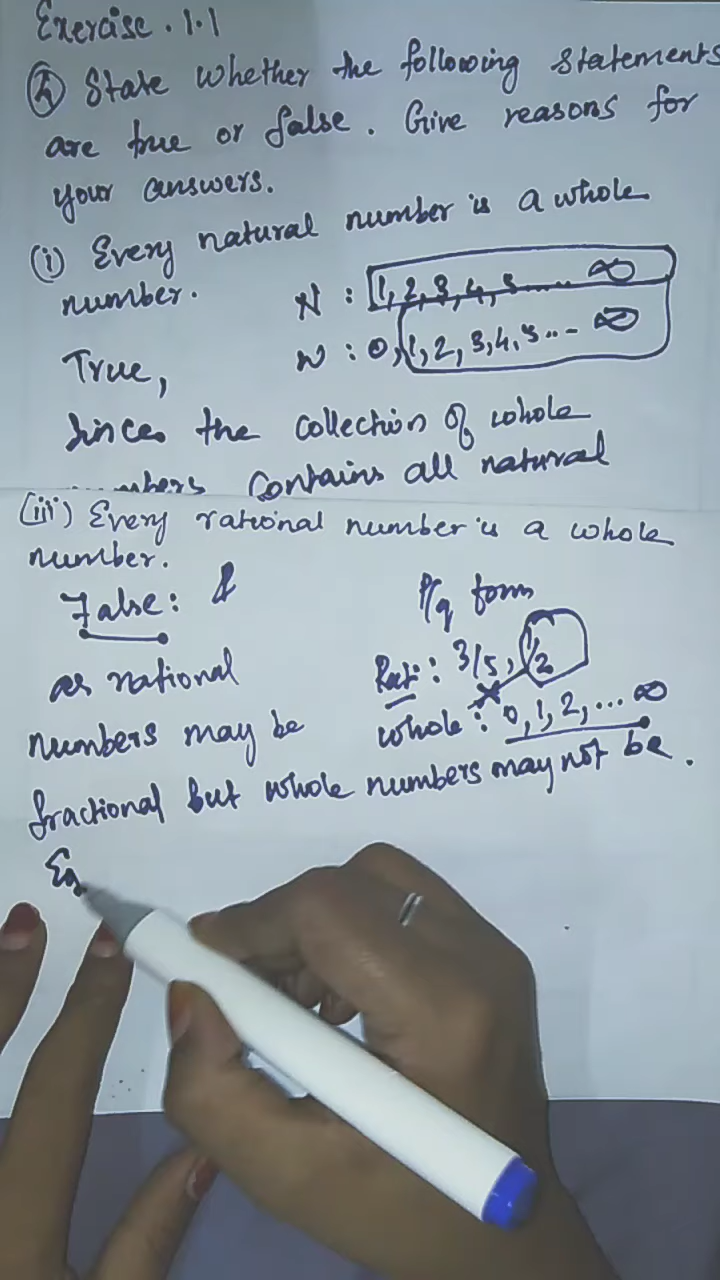 Exercise . 1.1
④ State whether the following statements
are true or false. Give reasons for
your answers.
(i) Every natural number is a whole
number.
N : 1, 2, 3, 4, 5 ..... ∞
True,
W : 0, 1, 2, 3, 4, 5 ... ∞
Sinces the collection of whole
contains all natural
(iii) Every rational number is a whole
number.
False:
P/q form
as rational
Rat: 3/5, 1/2
numbers may be
whole : 0, 1, 2, ... ∞
fractional but whole numbers may not be .
Eg